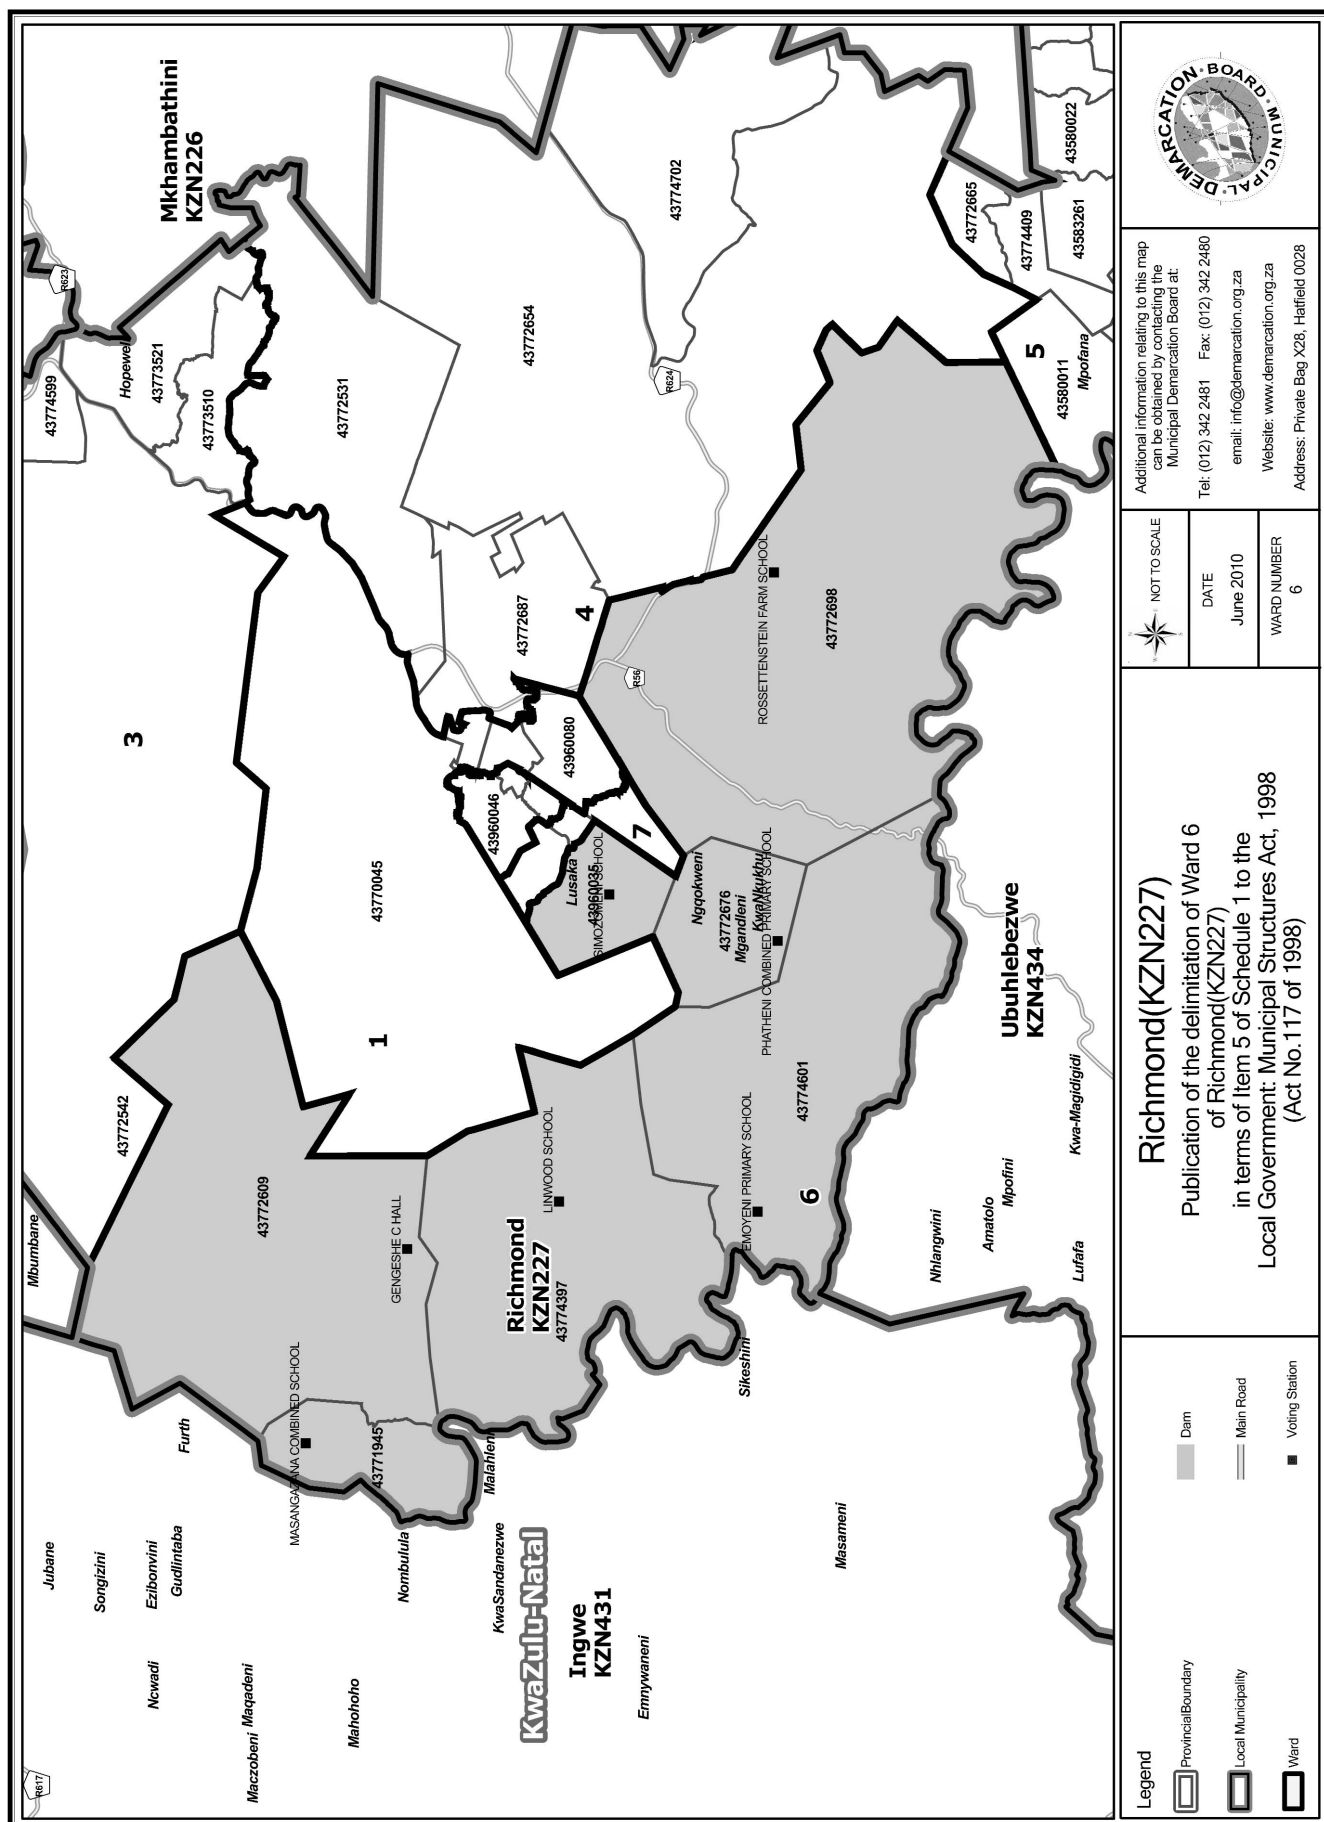 R617
Jubane
Songizini
Ezibonvini
Gudlintaba
Furth
Ncwadi
Maczobeni
Maqadeni
Mahohoho
Nombulula
KwaSandanezwe
Malahleni
KwaZulu-Natal
Ingwe
KZN431
Emnywaneni
Masameni
Sikeshini
Mbumbane
43772542
43772609
MASANGAZANA COMBINED SCHOOL
43771945
GENGESHE C HALL
Richmond
KZN227
43774397
LINWOOD SCHOOL
EMOYENI PRIMARY SCHOOL
6
43774601
Nhlangwini
Amatolo
Mpofini
Lufafa
Kwa-Magidigidi
Ubuhlebezwe
KZN434
1
43770045
3
43960046
Lusaka
43960035
SIMOZOMENI SCHOOL
7
43960080
Ngqokweni
43772676
Mgandleni
KwaNkukhu
PHATHENI COMBINED PRIMARY SCHOOL
R56
ROSSETTENSTEIN FARM SCHOOL
43772698
4
43772687
43774599
R623
Hopewell
43773521
43773510
Mkhambathini
KZN226
43772531
43772654
R624
43774702
43772665
43774409
43583261
43580022
5
43580011
Mpofana
Legend
ProvincialBoundary
Local Municipality
Ward
Dam
Main Road
Voting Station
Richmond(KZN227)
Publication of the delimitation of Ward 6
of Richmond(KZN227)
in terms of Item 5 of Schedule 1 to the
Local Government: Municipal Structures Act, 1998
(Act No.117 of 1998)
NOT TO SCALE
DATE
June 2010
WARD NUMBER
6
Additional information relating to this map
can be obtained by contacting the
Municipal Demarcation Board at:
Tel: (012) 342 2481 Fax: (012) 342 2480
email: info@demarcation.org.za
Website: www.demarcation.org.za
Address: Private Bag X28, Hatfield 0028
MUNICIPAL DEMARCATION BOARD